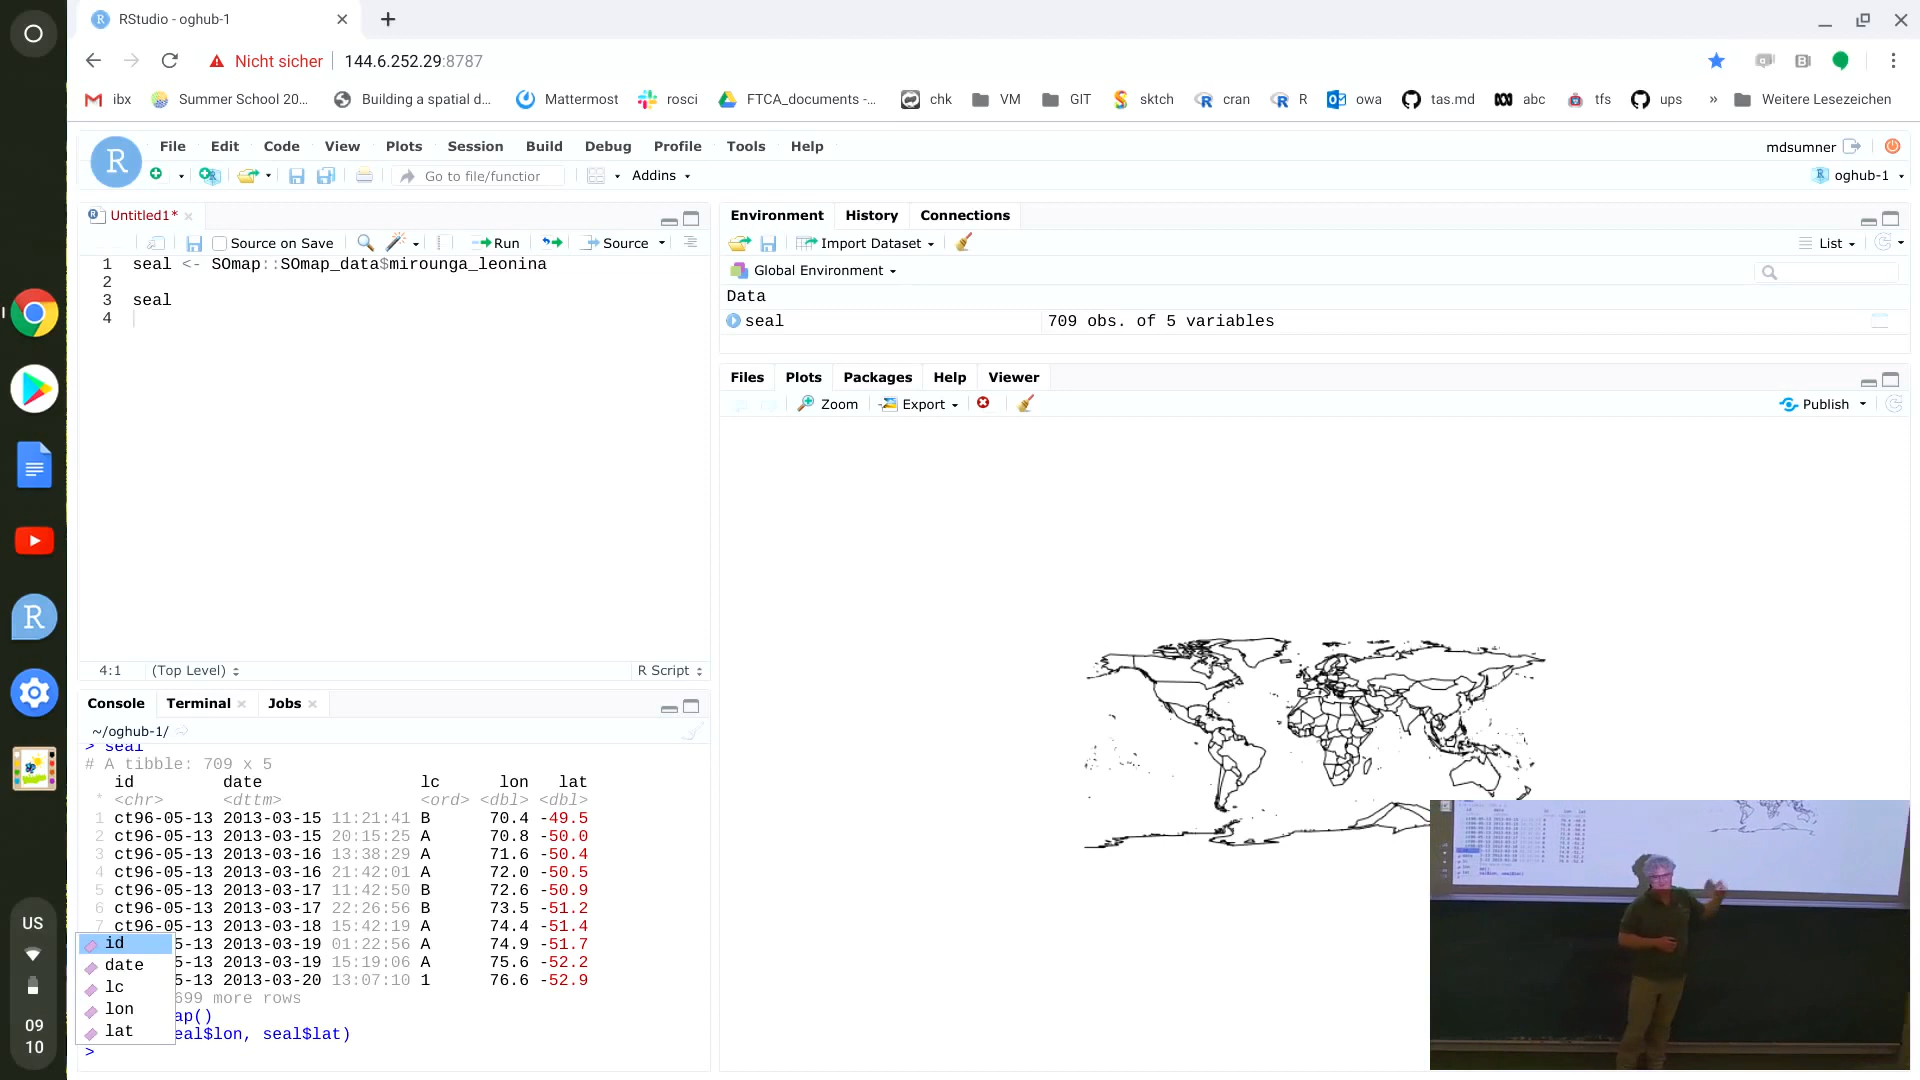 RStudio - oghub-1
Nicht sicher 144.6.252.29:8787
ibx Summer School 20... Building a spatial d... Mattermost rosci FTCA_documents -... chk VM GIT sktch cran R owa tas.md abc tfs ups » Weitere Lesezeichen
File Edit Code View Plots Session Build Debug Profile Tools Help mdsumner
Go to file/function Addins oghub-1
Untitled1*
Source on Save Run Source
1 seal <- SOmap::SOmap_data$mirounga_leonina
2
3 seal
4
4:1 (Top Level) R Script
Console Terminal Jobs
~/oghub-1/
> seal
# A tibble: 709 x 5
id date lc lon lat
* <chr> <dttm> <ord> <dbl> <dbl>
1 ct96-05-13 2013-03-15 11:21:41 B 70.4 -49.5
2 ct96-05-13 2013-03-15 20:15:25 A 70.8 -50.0
3 ct96-05-13 2013-03-16 13:38:29 A 71.6 -50.4
4 ct96-05-13 2013-03-16 21:42:01 A 72.0 -50.5
5 ct96-05-13 2013-03-17 11:42:50 B 72.6 -50.9
6 ct96-05-13 2013-03-17 22:26:56 B 73.5 -51.2
7 ct96-05-13 2013-03-18 15:42:19 A 74.4 -51.4
5-13 2013-03-19 01:22:56 A 74.9 -51.7
5-13 2013-03-19 15:19:06 A 75.6 -52.2
5-13 2013-03-20 13:07:10 1 76.6 -52.9
699 more rows
ap()
eal$lon, seal$lat)
>
id
date
lc
lon
lat
Environment History Connections
Import Dataset List
Global Environment
Data
seal 709 obs. of 5 variables
Files Plots Packages Help Viewer
Zoom Export Publish
US
09
10